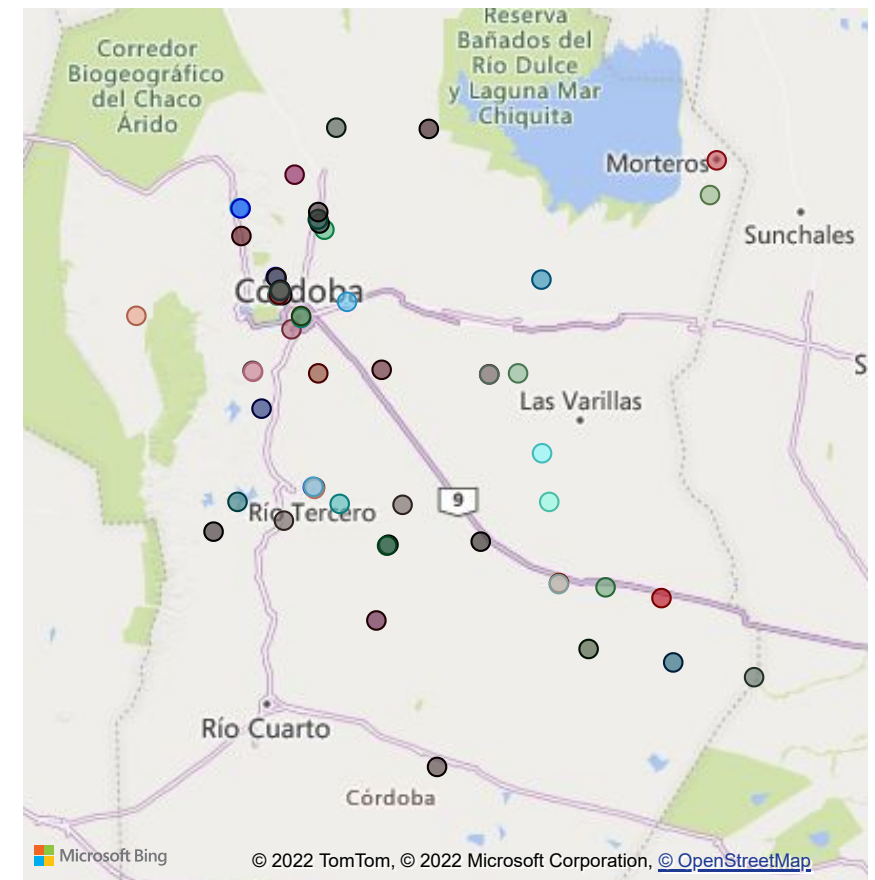 Reserva
Bañados del
Río Dulce
y Laguna Mar
Chiquita
Corredor
Biogeográfico
del Chaco
Árido
Morteros
Sunchales
Córdoba
S
Las Varillas
9
Río Tercero
Río Cuarto
Córdoba
Microsoft Bing
© 2022 TomTom, © 2022 Microsoft Corporation, © OpenStreetMap